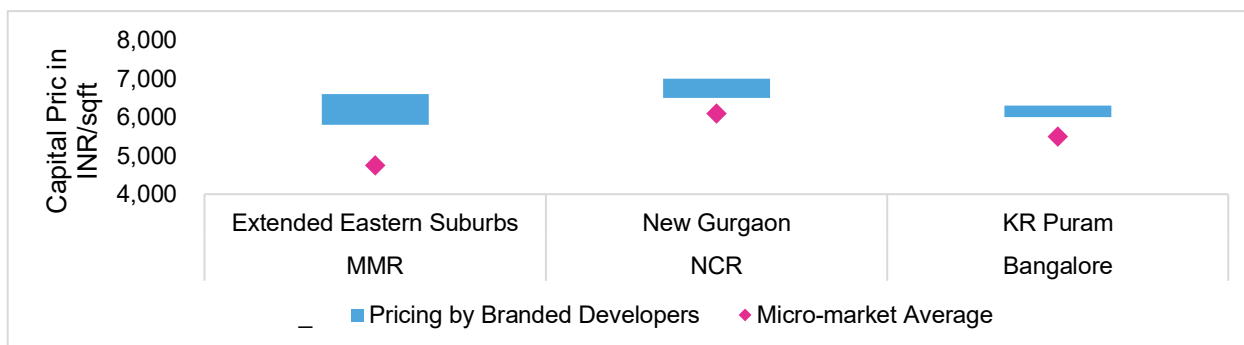 Capital Pric in
INR/sqft
8,000
7,000
6,000
5,000
4,000
Extended Eastern Suburbs New Gurgaon KR Puram
MMR NCR Bangalore
_ Pricing by Branded Developers Micro-market Average